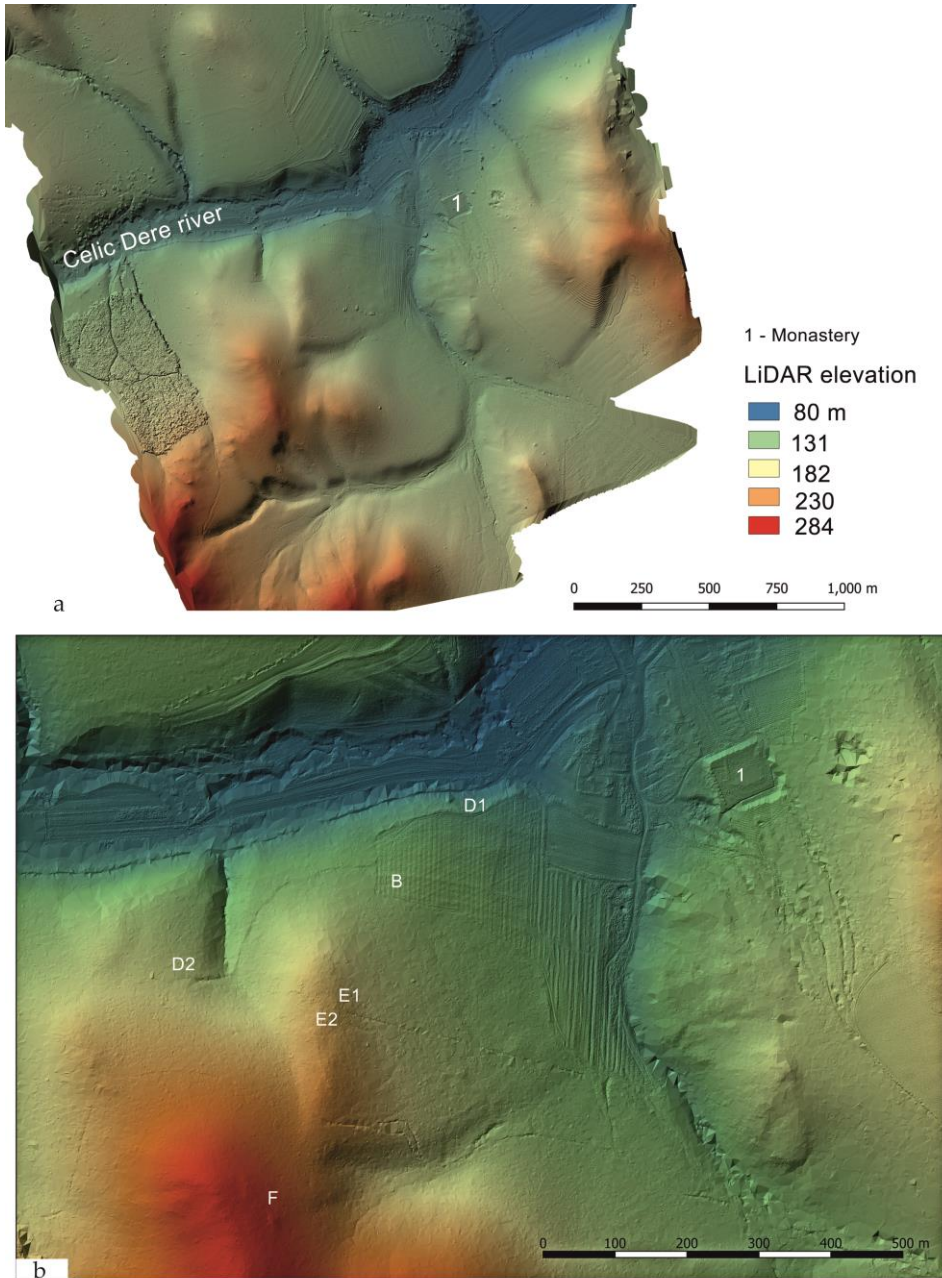 1
Celic Dere river
1 - Monastery
LiDAR elevation
80 m
131
182
230
284
0 250 500 750 1,000 m
a
1
D1
B
D2
E1
E2
F
0 100 200 300 400 500 m
b